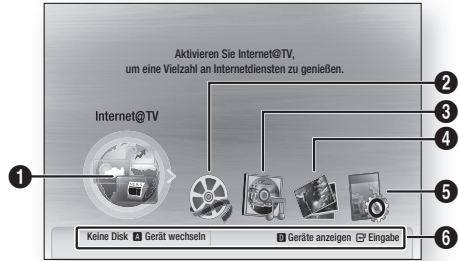 Aktivieren Sie Internet@TV,
um eine Vielzahl an Internetdiensten zu genießen.
Internet@TV
1
2
3
4
5
6
Keine Disk A Gerät wechseln D Geräte anzeigen Eingabe